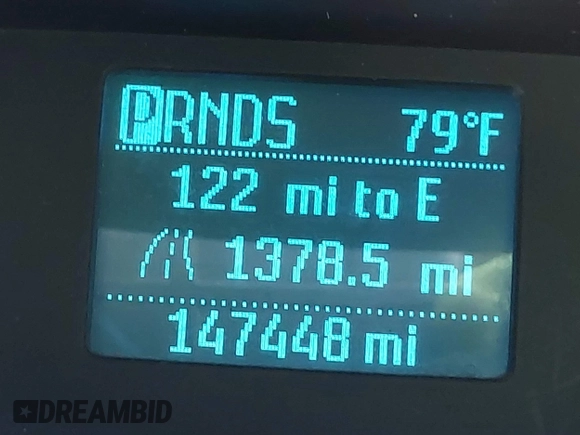 PRNDS 79°F
122 mi to E
1378.5 mi
147448 mi
DREAMBID